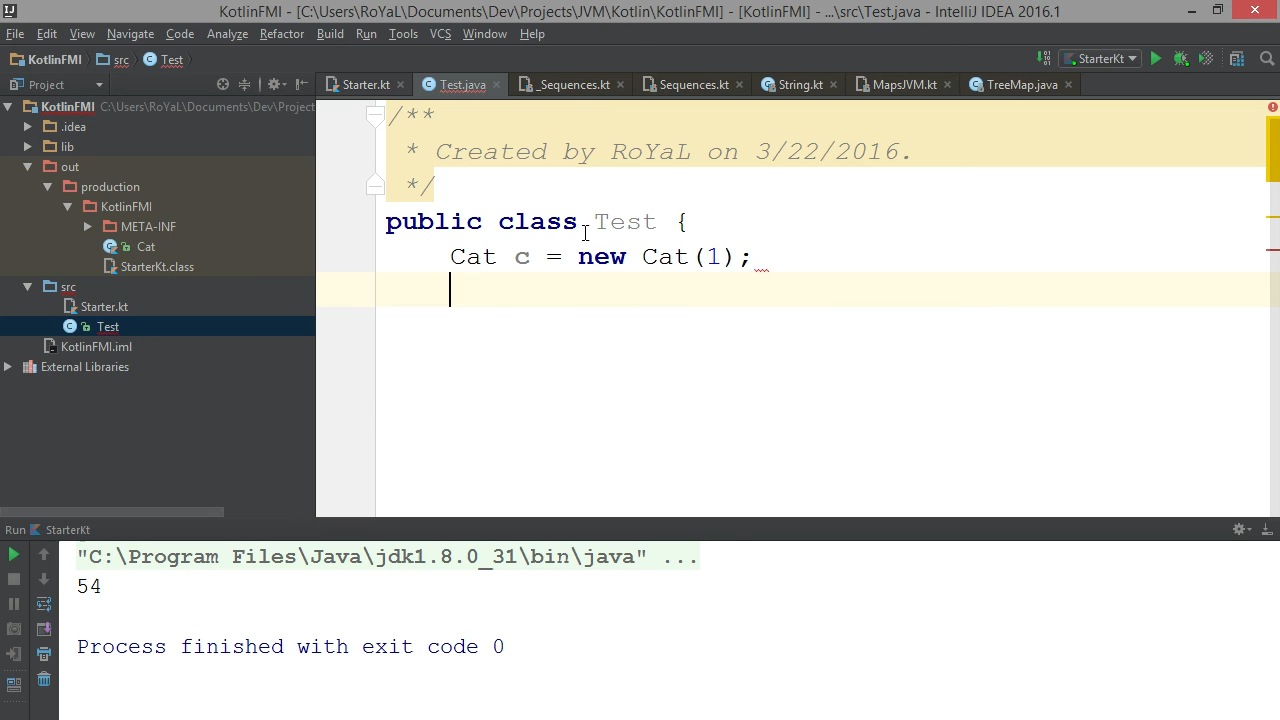 KotlinFMI - [C:\Users\RoYaL\Documents\Dev\Projects\JVM\Kotlin\KotlinFMI] - [KotlinFMI] - ...\src\Test.java - IntelliJ IDEA 2016.1
File Edit View Navigate Code Analyze Refactor Build Run Tools VCS Window Help
KotlinFMI src Test StarterKt
Project Starter.kt Test.java _Sequences.kt Sequences.kt String.kt MapsJVM.kt TreeMap.java
KotlinFMI C:\Users\RoYaL\Documents\Dev\Project
.idea
lib
out
production
KotlinFMI
META-INF
Cat
StarterKt.class
src
Starter.kt
Test
KotlinFMI.iml
External Libraries
/**
* Created by RoYaL on 3/22/2016.
*/
public class Test {
Cat c = new Cat(1);
Run StarterKt
"C:\Program Files\Java\jdk1.8.0_31\bin\java" ...
54
Process finished with exit code 0